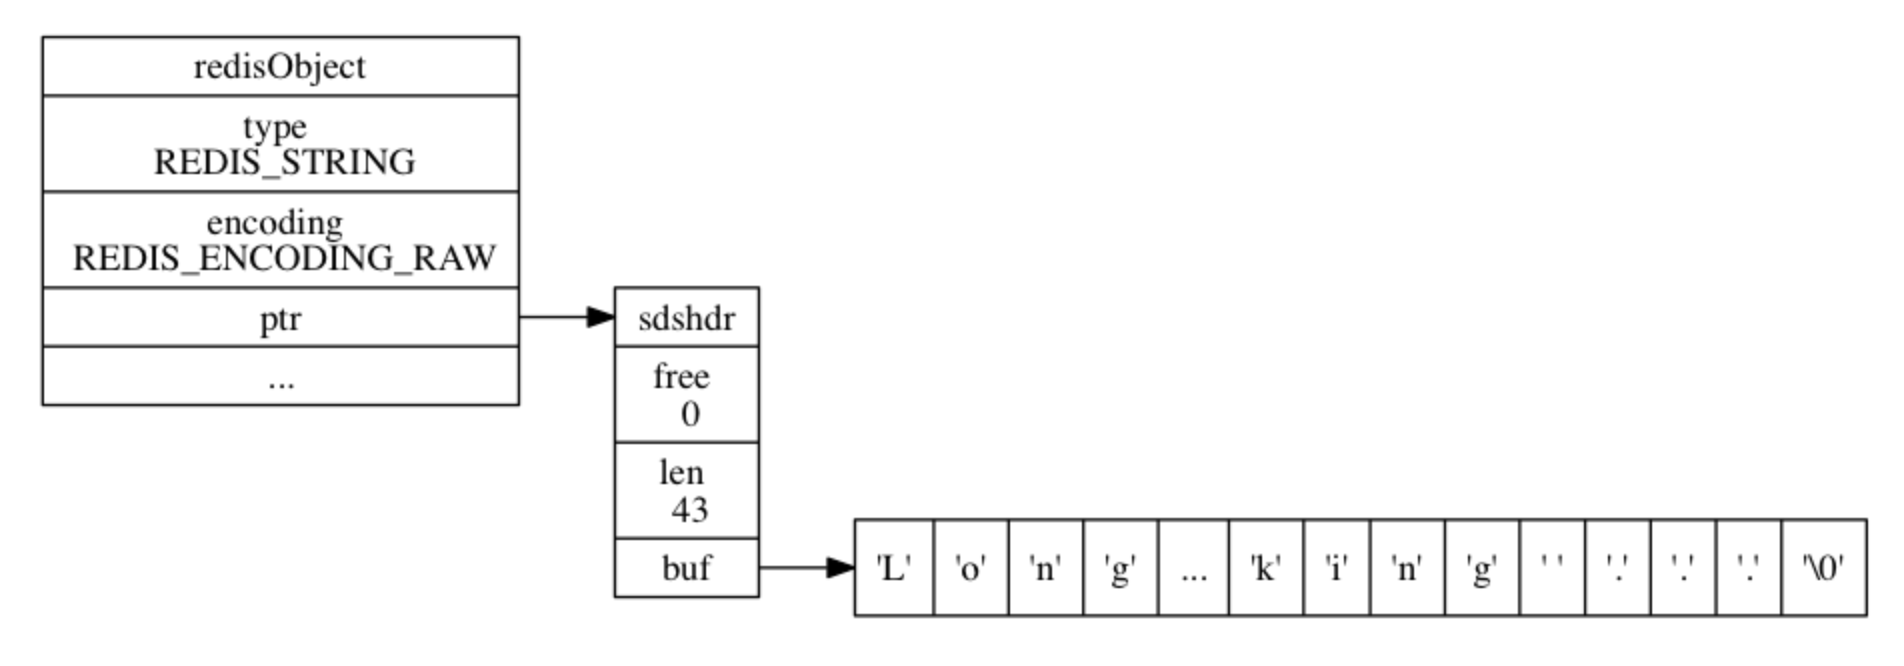 redisObject
type
REDIS_STRING
encoding
REDIS_ENCODING_RAW
ptr
...
sdshdr
free
0
len
43
buf
'L' 'o' 'n' 'g' ... 'k' 'i' 'n' 'g' ' ' '.' '.' '.' '\0'